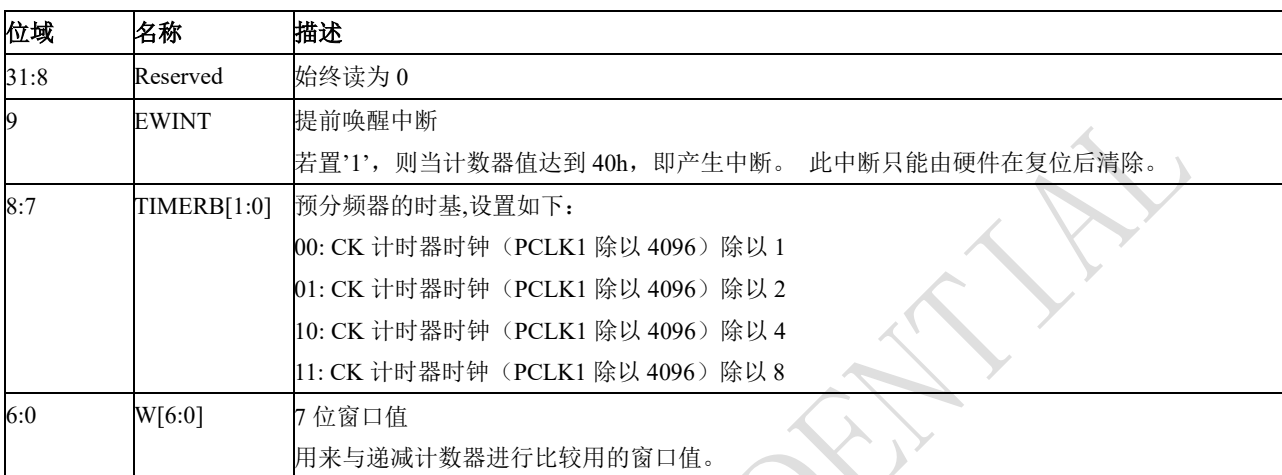 位域 名称 描述
31:8 Reserved 始终读为 0
9 EWINT 提前唤醒中断
若置’1’，则当计数器值达到 40h，即产生中断。 此中断只能由硬件在复位后清除。
8:7 TIMERB[1:0] 预分频器的时基,设置如下：
00: CK 计时器时钟（PCLK1 除以 4096）除以 1
01: CK 计时器时钟（PCLK1 除以 4096）除以 2
10: CK 计时器时钟（PCLK1 除以 4096）除以 4
11: CK 计时器时钟（PCLK1 除以 4096）除以 8
6:0 W[6:0] 7 位窗口值
用来与递减计数器进行比较用的窗口值。
DENTIAL